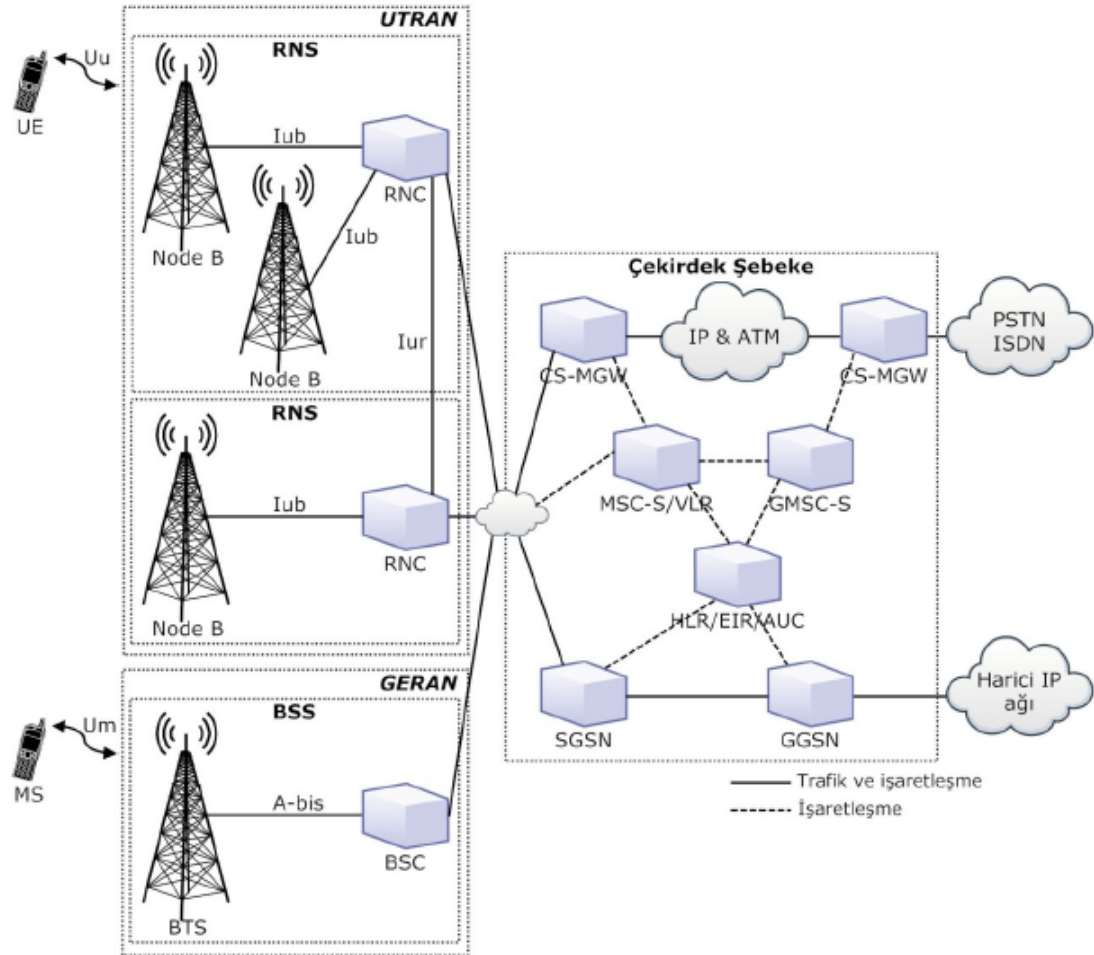 UTRAN
RNS
Uu
UE
Iub
RNC
Node B
Iub
Node B
Iur
RNS
Iub
RNC
Node B
GERAN
BSS
Um
MS
A-bis
BSC
BTS
Çekirdek Şebeke
CS-MGW
IP & ATM
CS-MGW
PSTN
ISDN
MSC-S/VLR
GMSC-S
HLR/EIR/AUC
SGSN
GGSN
Harici IP
ağı
Trafik ve işaretleşme
İşaretleşme